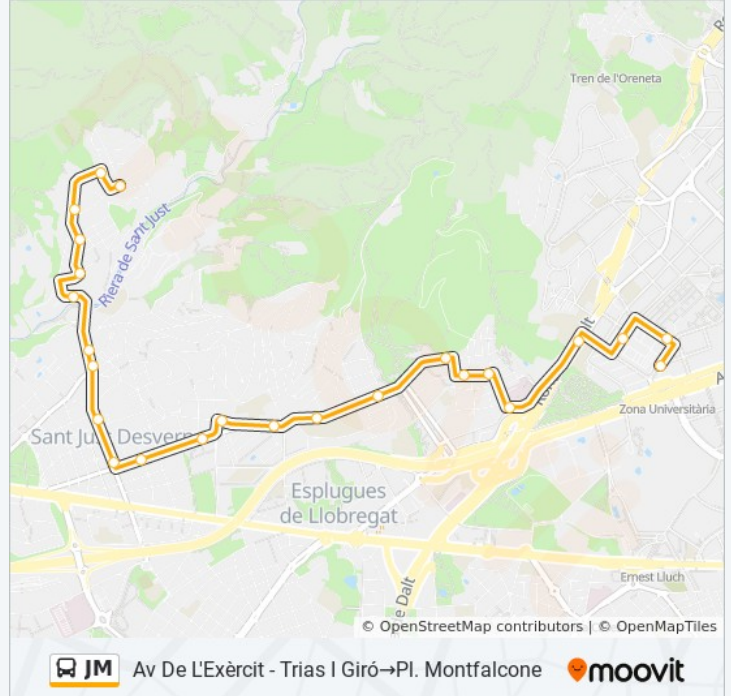 Tren de l'Oreneta
Riera de Sant Just
Zona Universitària
Sant Just Desvern
Esplugues
de Llobregat
Ernest Lluch
e Dalt
© OpenStreetMap contributors | © OpenMapTiles
JM
Av De L'Exèrcit - Trias I Giró→Pl. Montfalcone
moovit